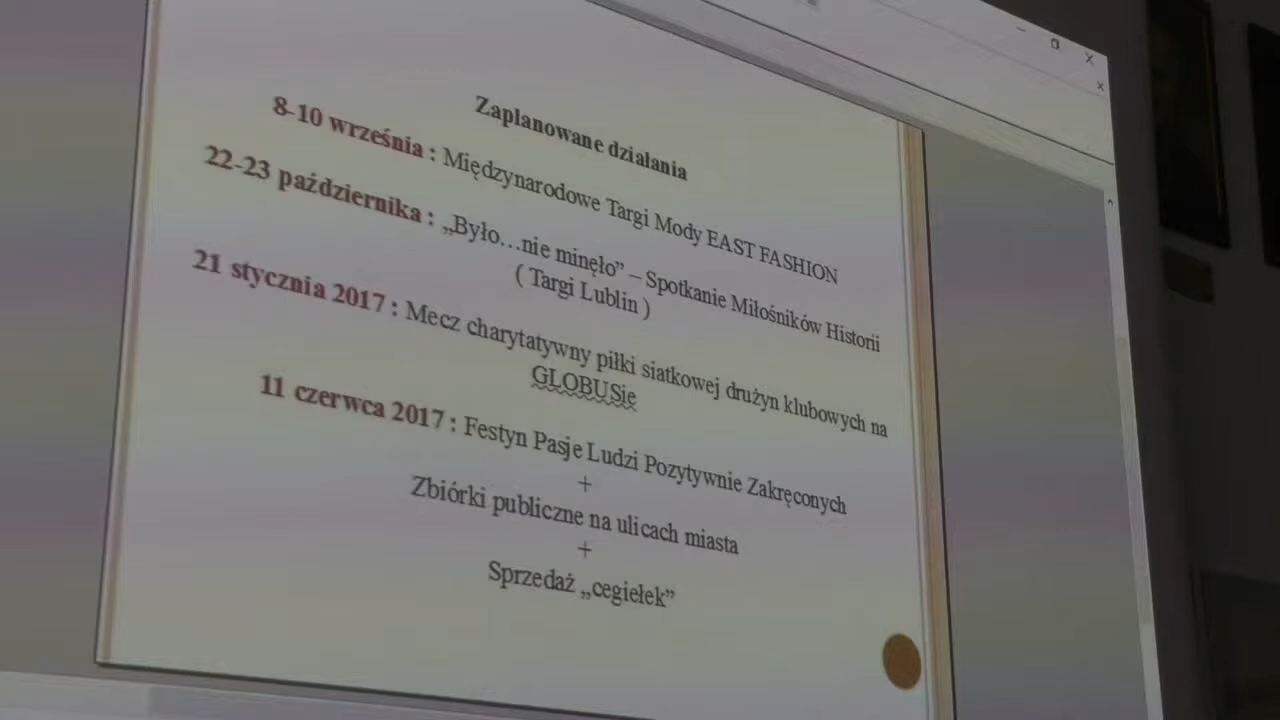 Zaplanowane działania
8-10 września : Międzynarodowe Targi Mody EAST FASHION
22-23 października : „Było...nie minęło” – Spotkanie Miłośników Historii
( Targi Lublin )
21 stycznia 2017 : Mecz charytatywny piłki siatkowej drużyn klubowych na
GLOBUSie
11 czerwca 2017 : Festyn Pasje Ludzi Pozytywnie Zakręconych
+
Zbiórki publiczne na ulicach miasta
+
Sprzedaż „cegiełek”